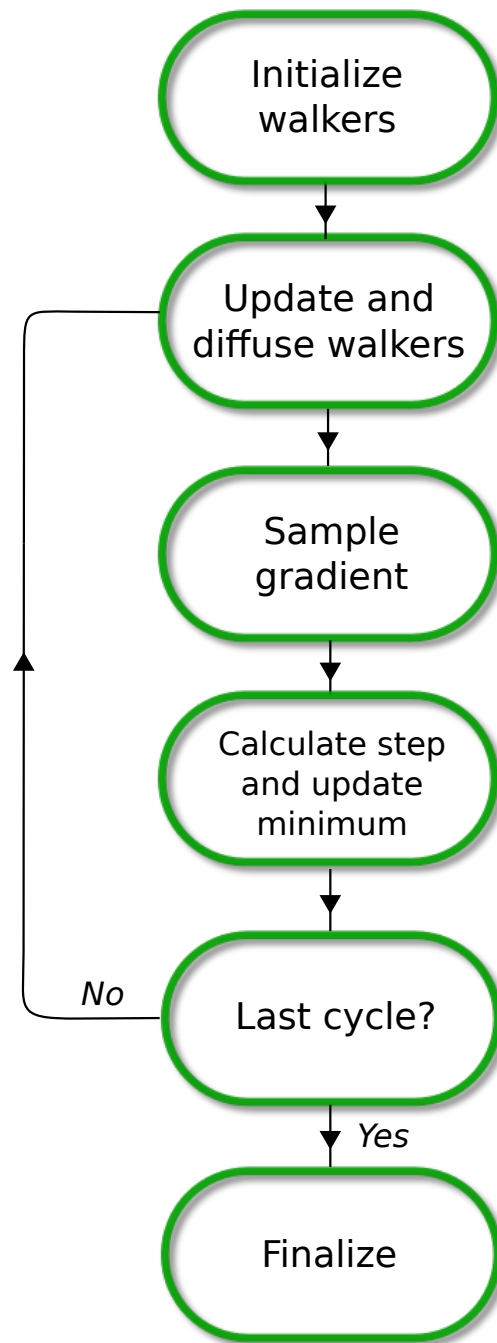 Initialize
walkers
Update and
diffuse walkers
Sample
gradient
Calculate step
and update
minimum
No
Last cycle?
Yes
Finalize